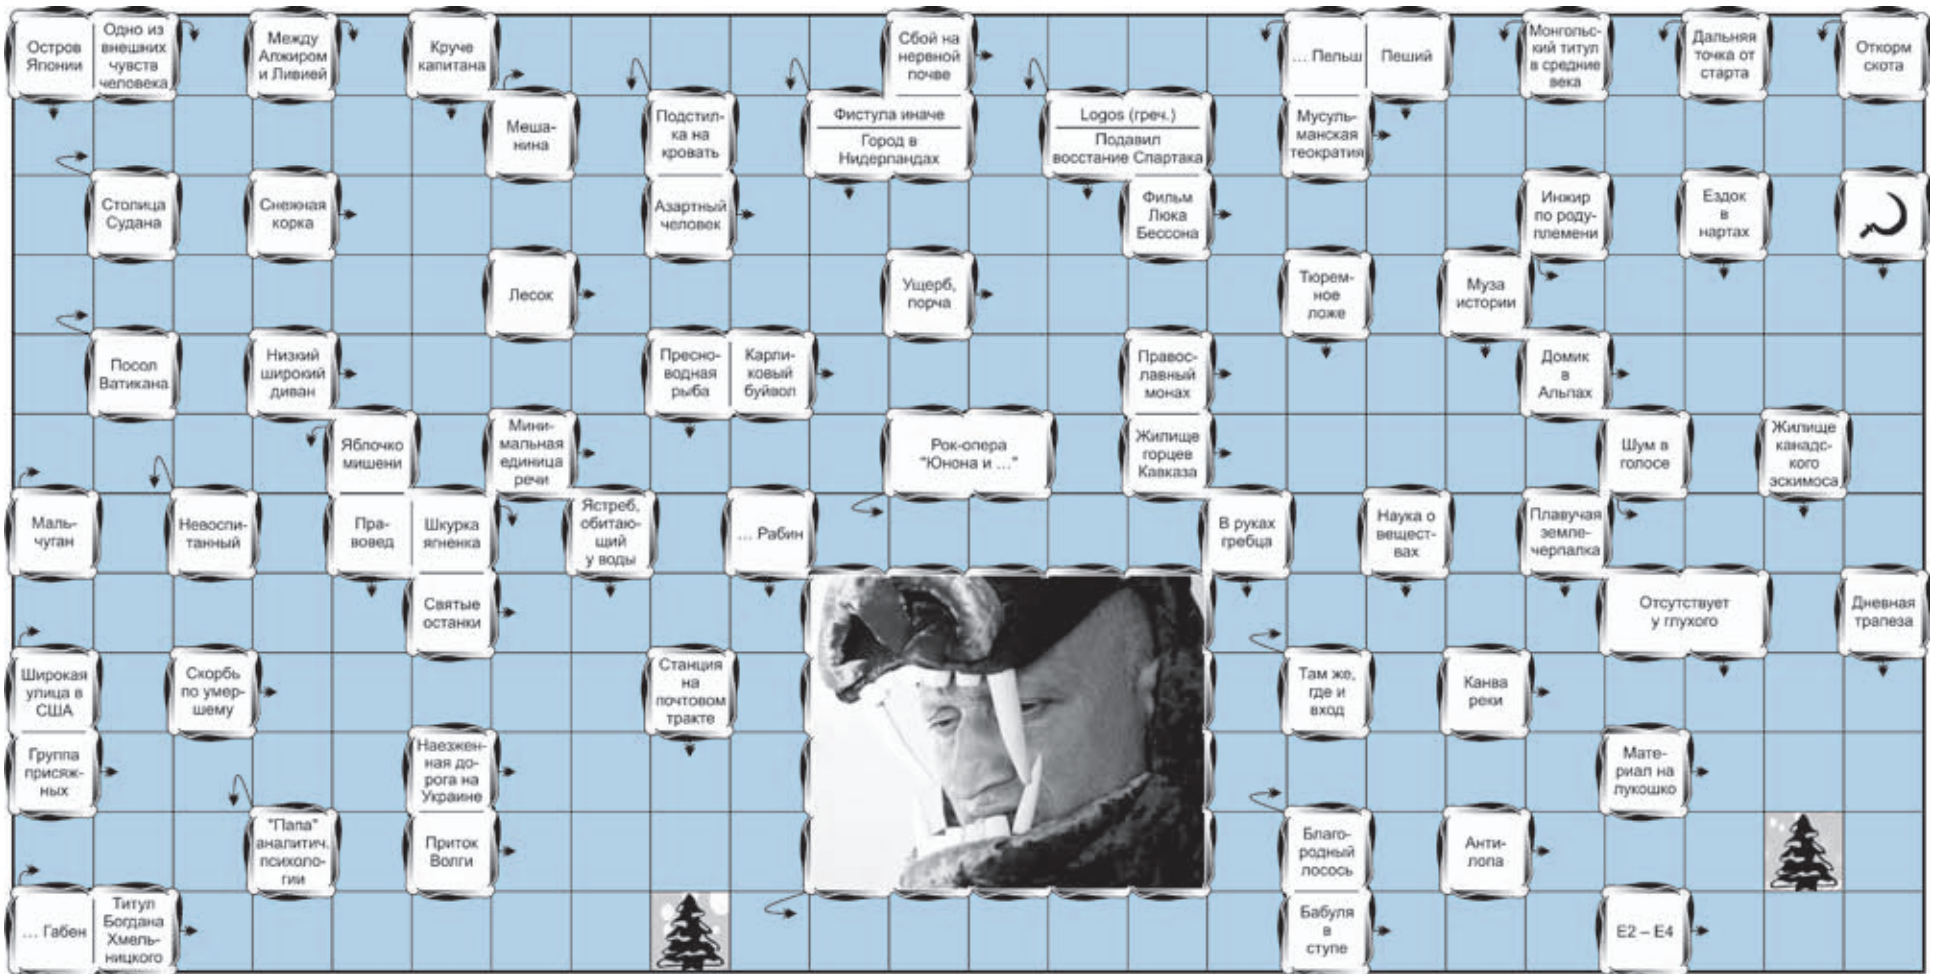 Остров
Японии
Одно из
внешних
чувств
человека
Между
Алжиром
и Ливией
Круче
капитана
Сбой на
нервной
почве
... Пельш
Пеший
Монгольс-
кий титул
в средние
века
Дальняя
точка от
старта
Откорм
скота
Меша-
нина
Подстил-
ка на
кровать
Фистула иначе
Город в
Нидерландах
Logos (греч.)
Подавил
восстание Спартака
Мусуль-
манская
теократия
Столица
Судана
Снежная
корка
Азартный
человек
Фильм
Люка
Бессона
Инжир
по роду-
племени
Ездок
в
нартах
Лесок
Ущерб,
порча
Тюрем-
ное
ложе
Муза
истории
Посол
Ватикана
Низкий
широкий
диван
Пресно-
водная
рыба
Карли-
ковый
буйвол
Правос-
лавный
монах
Домик
в
Альпах
Яблочко
мишени
Мини-
мальная
единица
речи
Рок-опера
"Юнона и ..."
Жилище
горцев
Кавказа
Шум в
голосе
Жилище
канадс-
кого
эскимоса
Маль-
чуган
Невоспи-
танный
Пра-
вовед
Шкурка
ягненка
Ястреб,
обитаю-
щий
у воды
... Рабин
В руках
гребца
Наука о
вещест-
вах
Плавучая
земле-
черпалка
Святые
останки
Отсутствует
у глухого
Дневная
трапеза
Широкая
улица в
США
Скорбь
по умер-
шему
Станция
на
почтовом
тракте
Там же,
где и
вход
Канва
реки
Группа
присяж-
ных
Наезжен-
ная до-
рога на
Украине
Мате-
риал на
лукошко
"Папа"
аналитич.
психоло-
гии
Приток
Волги
Благо-
родный
лосось
Анти-
лопа
... Габен
Титул
Богдана
Хмель-
ницкого
Бабуля
в
ступе
E2 – E4